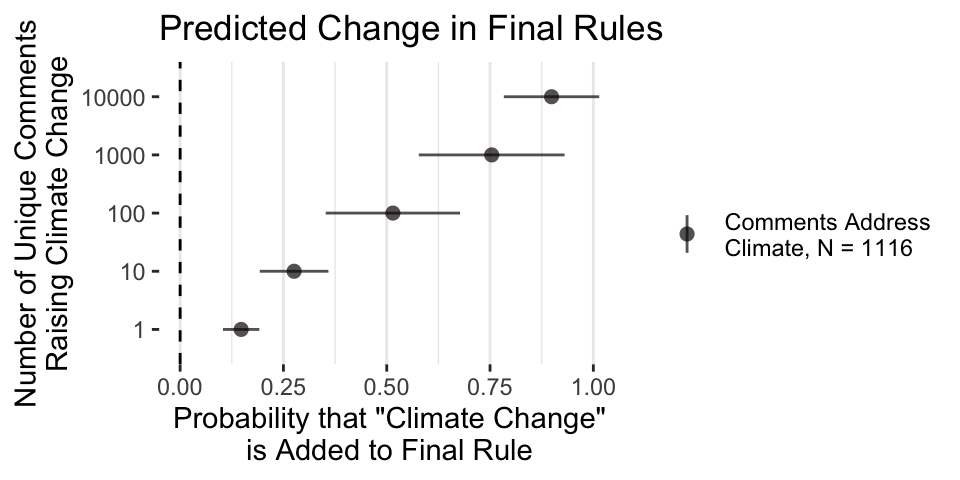 Predicted Change in Final Rules
Number of Unique Comments
Raising Climate Change
10000
1000
100
10
1
0.00 0.25 0.50 0.75 1.00
Probability that "Climate Change"
is Added to Final Rule
Comments Address
Climate, N = 1116